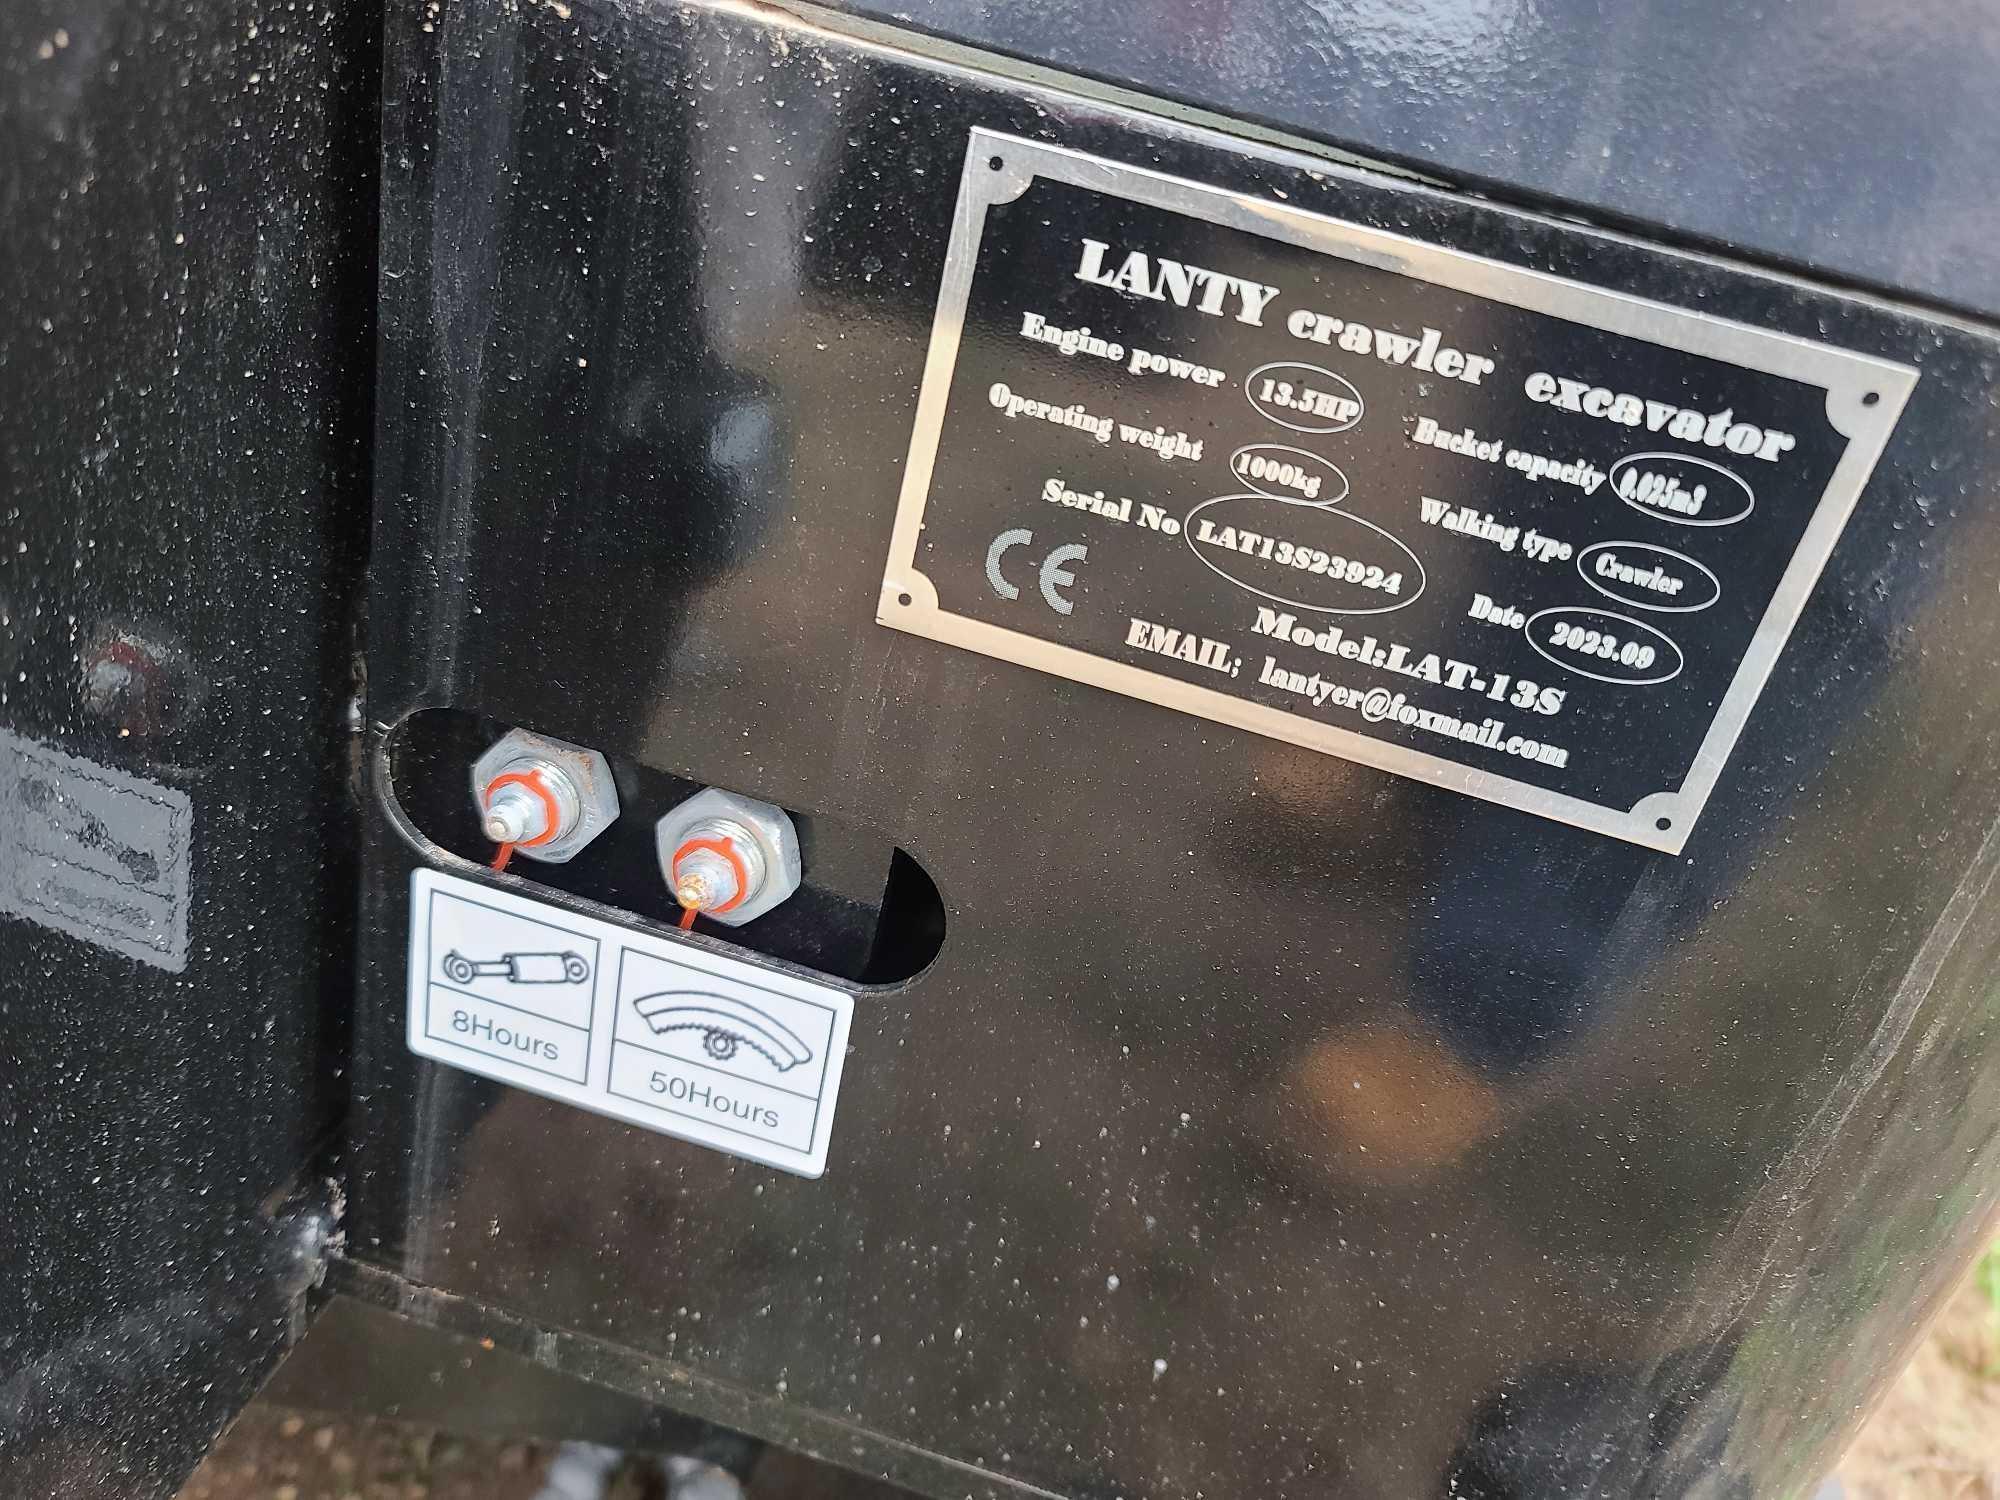 LANTY crawler excavator
Engine power 13.5HP Bucket capacity 0.025m3
Operating weight 1000kg Walking type Crawler
Serial No LAT13S23924 Date 2023.09
CE Model:LAT-13S
EMAIL; lantyer@foxmail.com
8Hours 50Hours